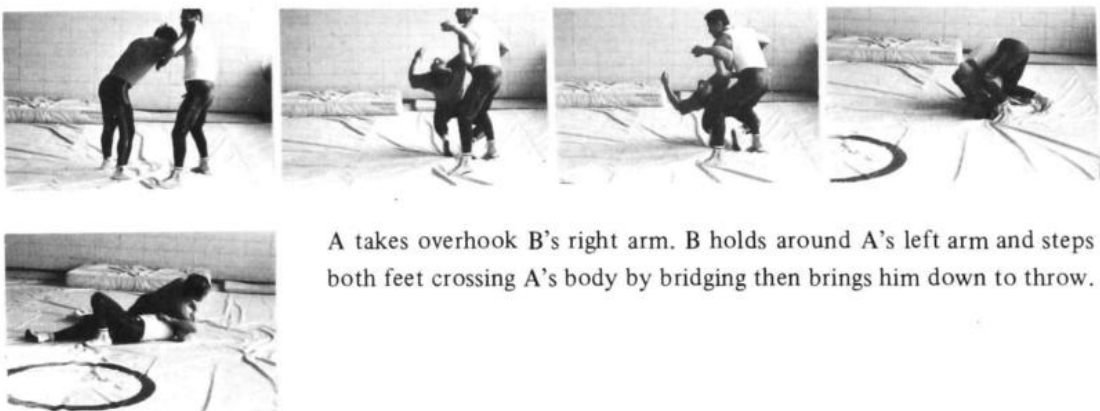 A takes overhook B's right arm. B holds around A's left arm and steps
both feet crossing A's body by bridging then brings him down to throw.